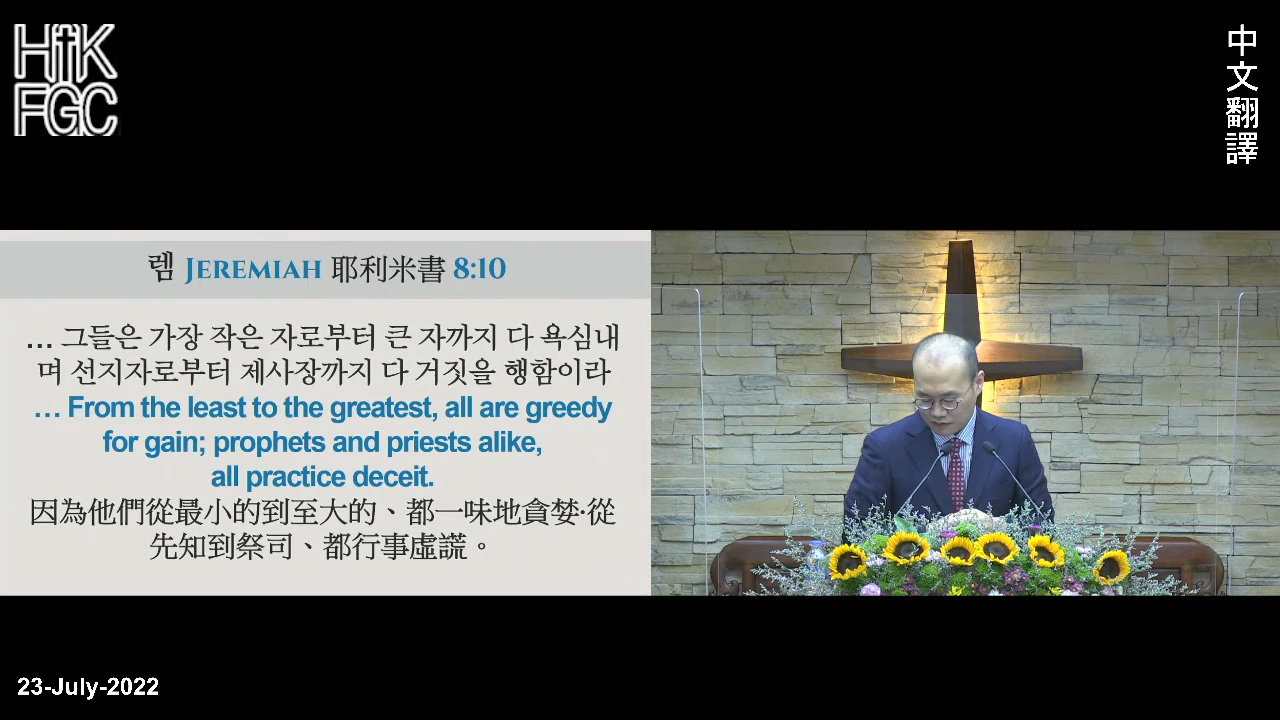 HK
FGC
中文翻譯
렘 JEREMIAH 耶利米書 8:10
... 그들은 가장 작은 자로부터 큰 자까지 다 욕심내
며 선지자로부터 제사장까지 다 거짓을 행함이라
... From the least to the greatest, all are greedy
for gain; prophets and priests alike,
all practice deceit.
因為他們從最小的到至大的、都一味地貪婪·從
先知到祭司、都行事虛謊。
23-July-2022